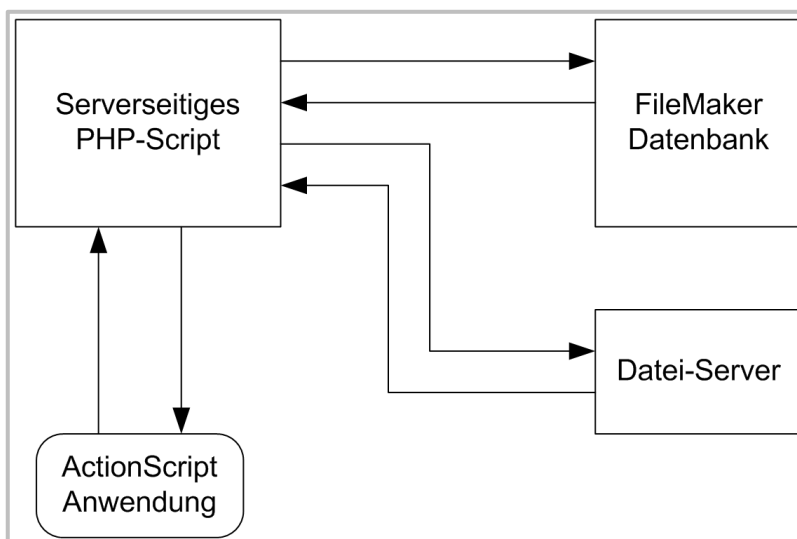 Serverseitiges
PHP-Script
FileMaker
Datenbank
Datei-Server
ActionScript
Anwendung